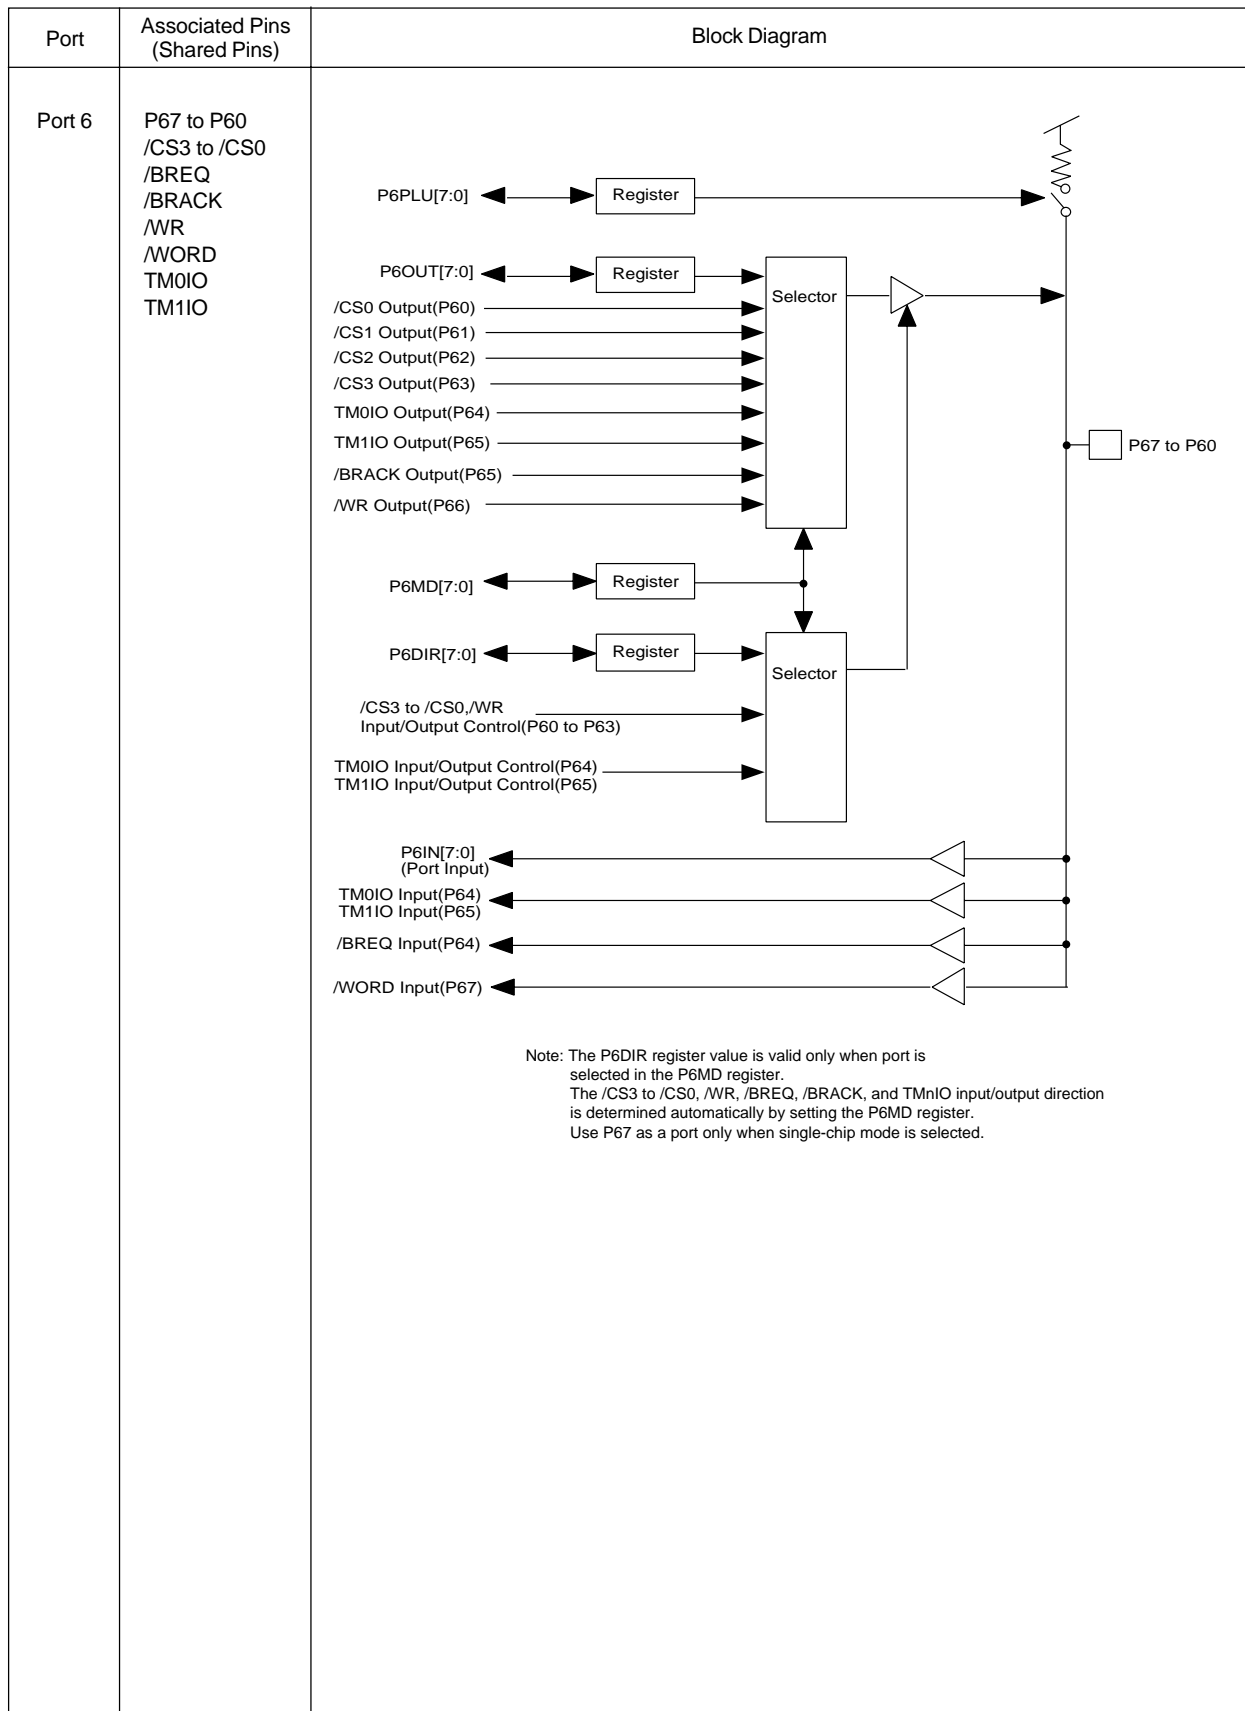 Port
Associated Pins
(Shared Pins)
Block Diagram
Port 6
P67 to P60
/CS3 to /CS0
/BREQ
/BRACK
/WR
/WORD
TM0IO
TM1IO
P6PLU[7:0]
Register
P6OUT[7:0]
Register
Selector
/CS0 Output(P60)
/CS1 Output(P61)
/CS2 Output(P62)
/CS3 Output(P63)
TM0IO Output(P64)
TM1IO Output(P65)
/BRACK Output(P65)
/WR Output(P66)
P67 to P60
P6MD[7:0]
Register
P6DIR[7:0]
Register
Selector
/CS3 to /CS0,/WR
Input/Output Control(P60 to P63)
TM0IO Input/Output Control(P64)
TM1IO Input/Output Control(P65)
P6IN[7:0]
(Port Input)
TM0IO Input(P64)
TM1IO Input(P65)
/BREQ Input(P64)
/WORD Input(P67)
Note: The P6DIR register value is valid only when port is
selected in the P6MD register.
The /CS3 to /CS0, /WR, /BREQ, /BRACK, and TMnIO input/output direction
is determined automatically by setting the P6MD register.
Use P67 as a port only when single-chip mode is selected.